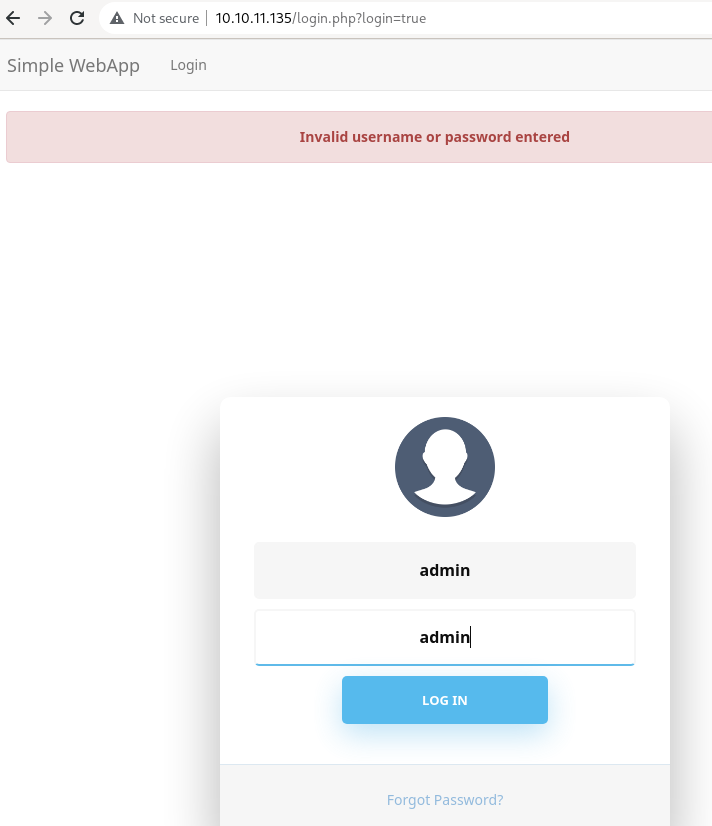 Not secure 10.10.11.135/login.php?login=true
Simple WebApp Login
Invalid username or password entered
admin
admin
LOG IN
Forgot Password?